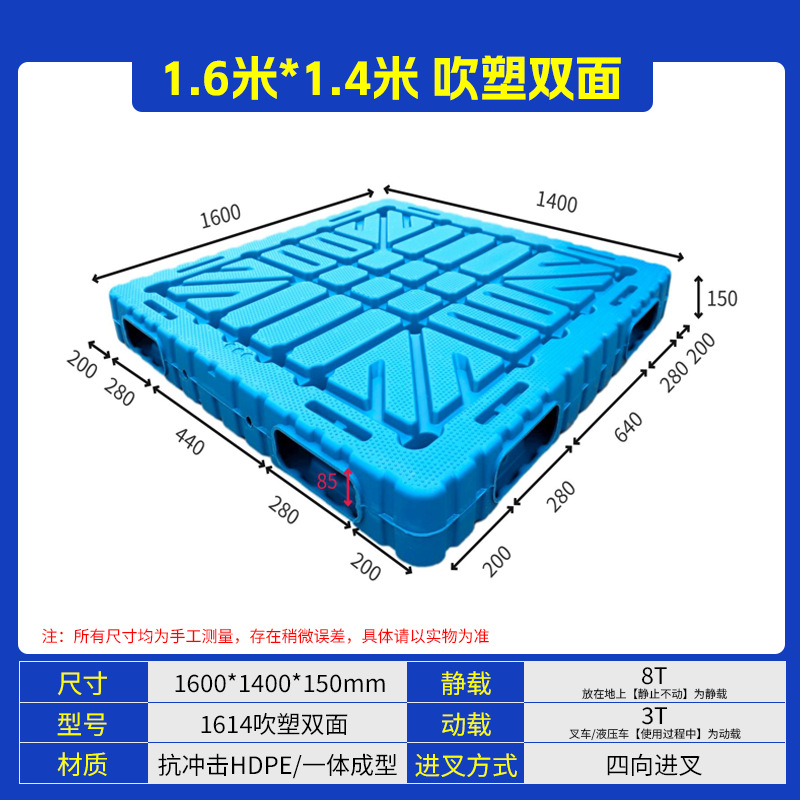 1.6米*1.4米 吹塑双面
1600
1400
150
200
280
440
280
200
85
200
280
640
280
200
注：所有尺寸均为手工测量，存在稍微误差，具体请以实物为准
尺寸
1600*1400*150mm
静载
8T
放在地上【静止不动】为静载
型号
1614吹塑双面
动载
3T
叉车/液压车【使用过程中】为动载
材质
抗冲击HDPE/一体成型
进叉方式
四向进叉